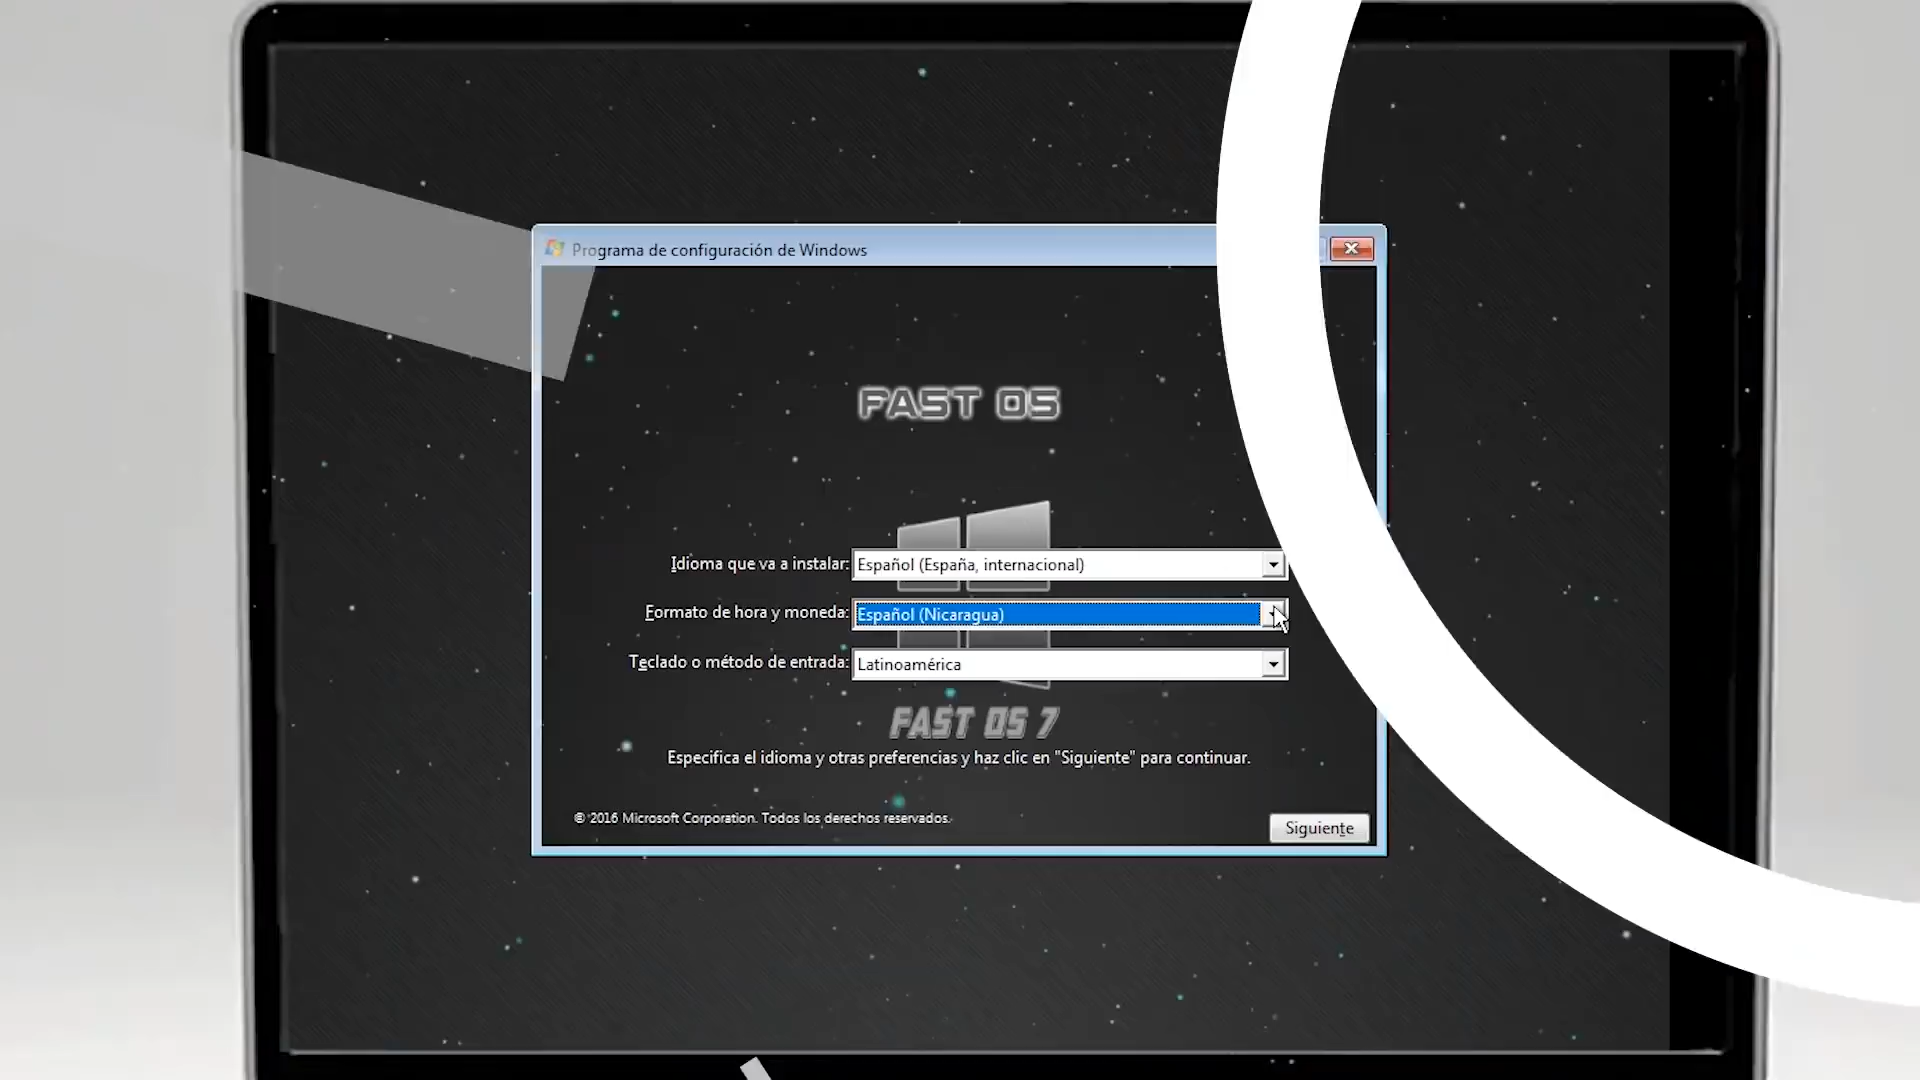 Programa de configuración de Windows
FAST OS
Idioma que va a instalar: Español (España, internacional)
Formato de hora y moneda: Español (Nicaragua)
Teclado o método de entrada: Latinoamérica
FAST OS 7
Especifica el idioma y otras preferencias y haz clic en "Siguiente" para continuar.
© 2016 Microsoft Corporation. Todos los derechos reservados.
Siguiente